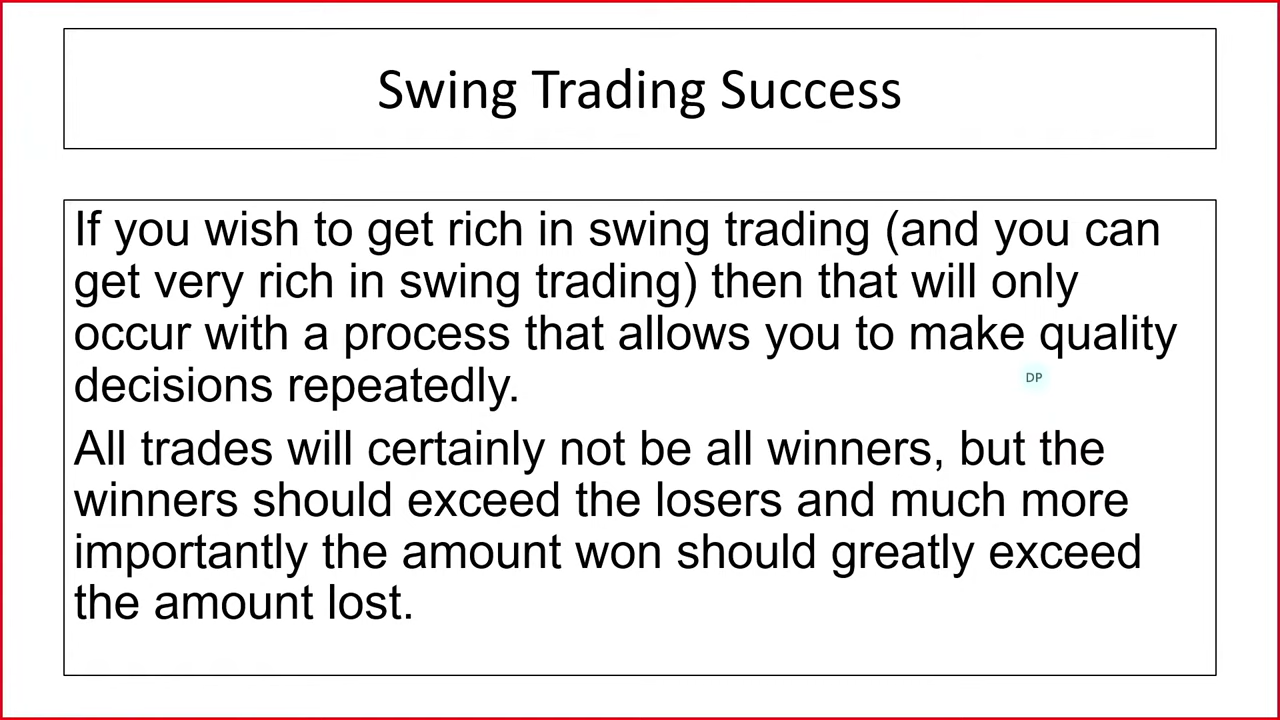 Swing Trading Success
If you wish to get rich in swing trading (and you can
get very rich in swing trading) then that will only
occur with a process that allows you to make quality
decisions repeatedly.
DP
All trades will certainly not be all winners, but the
winners should exceed the losers and much more
importantly the amount won should greatly exceed
the amount lost.